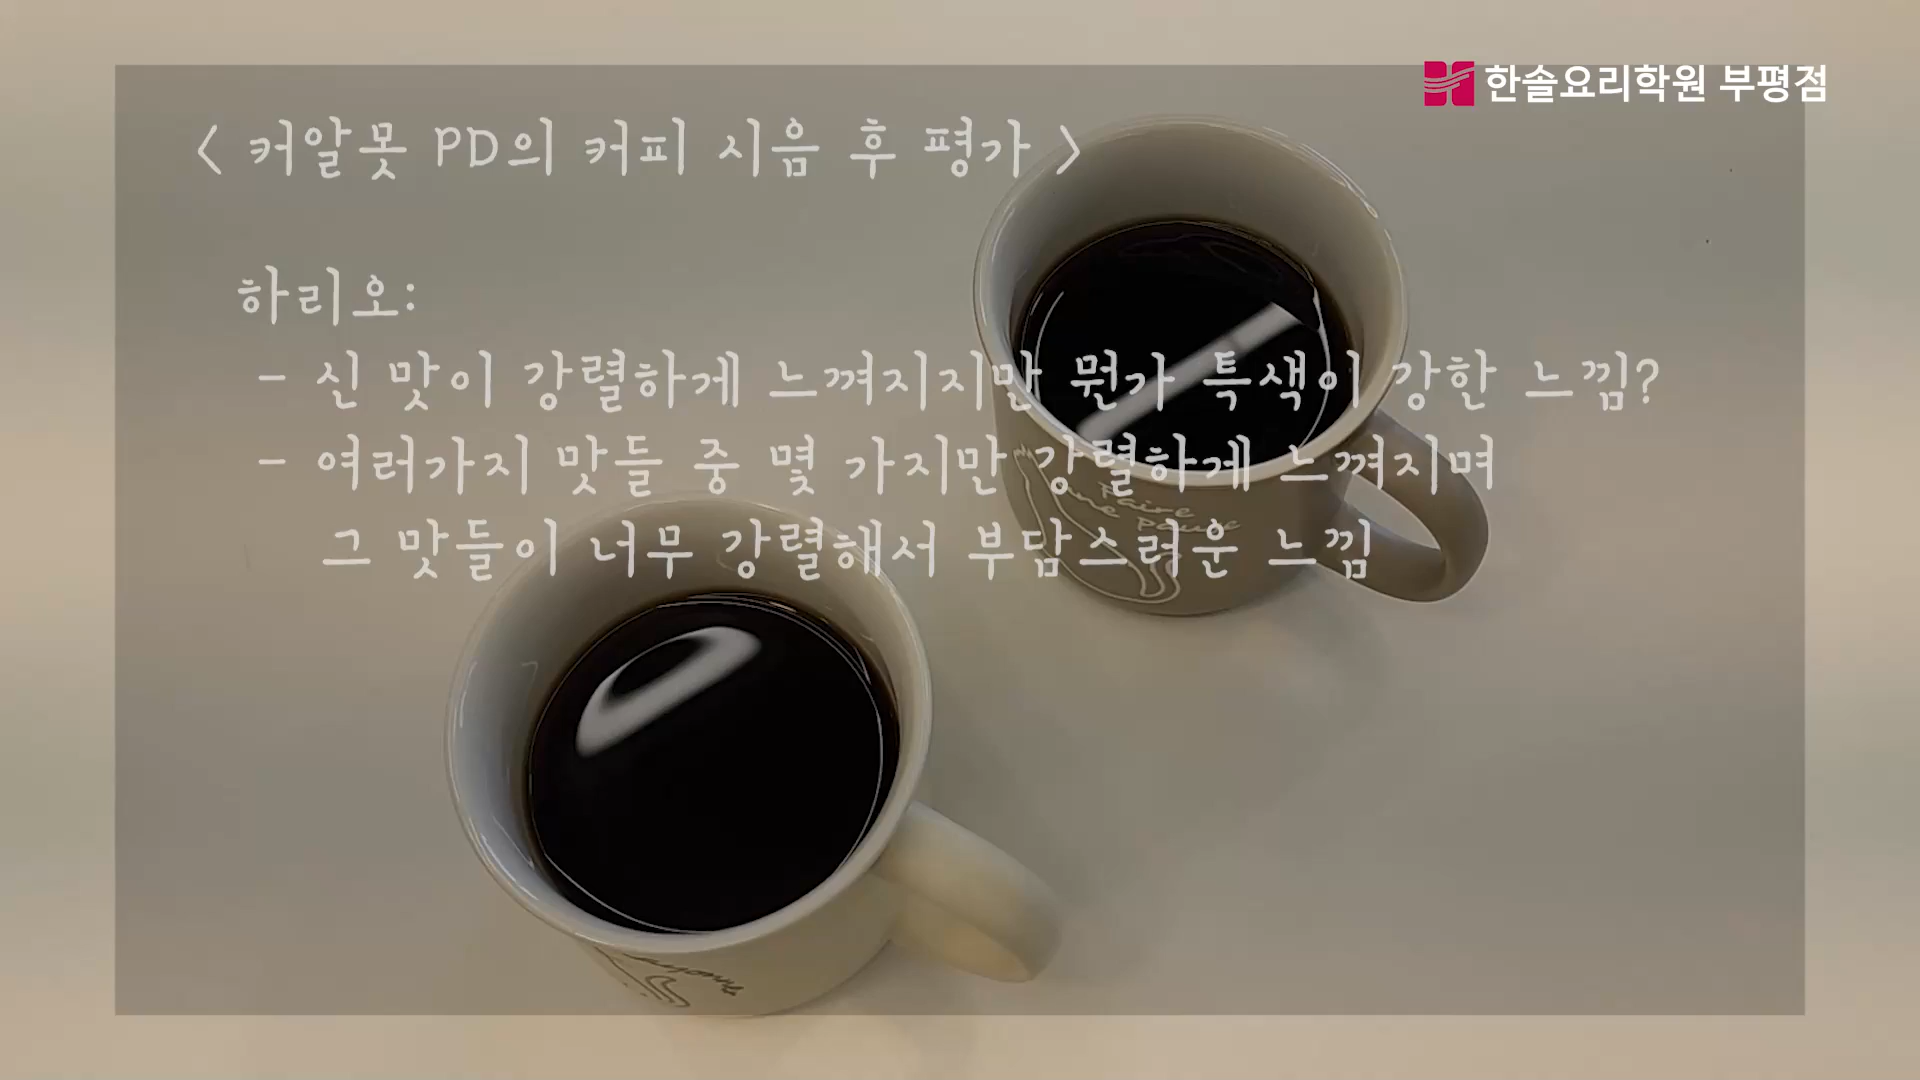 한솔요리학원 부평점
< 커알못 PD의 커피 시음 후 평가 >
하리오:
- 신 맛이 강렬하게 느껴지지만 뭔가 특색이 강한 느낌?
- 여러가지 맛들 중 몇 가지만 강렬하게 느껴지며
그 맛들이 너무 강렬해서 부담스러운 느낌
Faire
une pause